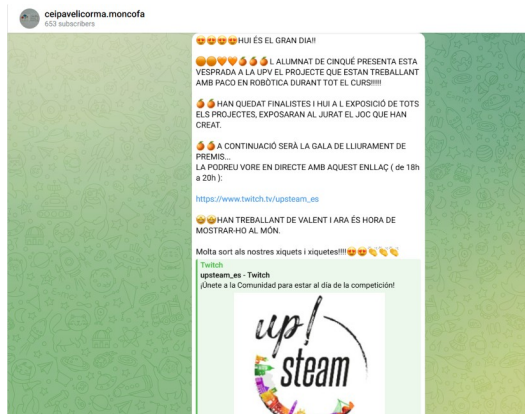 ceipavelicorma.moncofa
653 subscribers
😍😍😍😍HUI ÉS EL GRAN DIA!!
🟠🟠🧡🧡🍊🍊🍊L ALUMNAT DE CINQUÉ PRESENTA ESTA
VESPRADA A LA UPV EL PROJECTE QUE ESTAN TREBALLANT
AMB PACO EN ROBÒTICA DURANT TOT EL CURS!!!!!
🍊🍊HAN QUEDAT FINALISTES I HUI A L EXPOSICIÓ DE TOTS
ELS PROJECTES, EXPOSARAN AL JURAT EL JOC QUE HAN
CREAT.
🍊🍊A CONTINUACIÓ SERÀ LA GALA DE LLIURAMENT DE
PREMIS...
LA PODREU VORE EN DIRECTE AMB AQUEST ENLLAÇ ( de 18h
a 20h ):
https://www.twitch.tv/upsteam_es
🤩🤩HAN TREBALLANT DE VALENT I ARA ÉS HORA DE
MOSTRAR-HO AL MÓN.
Molta sort als nostres xiquets i xiquetes!!!!😍😍👏👏👏
Twitch
upsteam_es - Twitch
¡Únete a la Comunidad para estar al día de la competición!
up!
steam